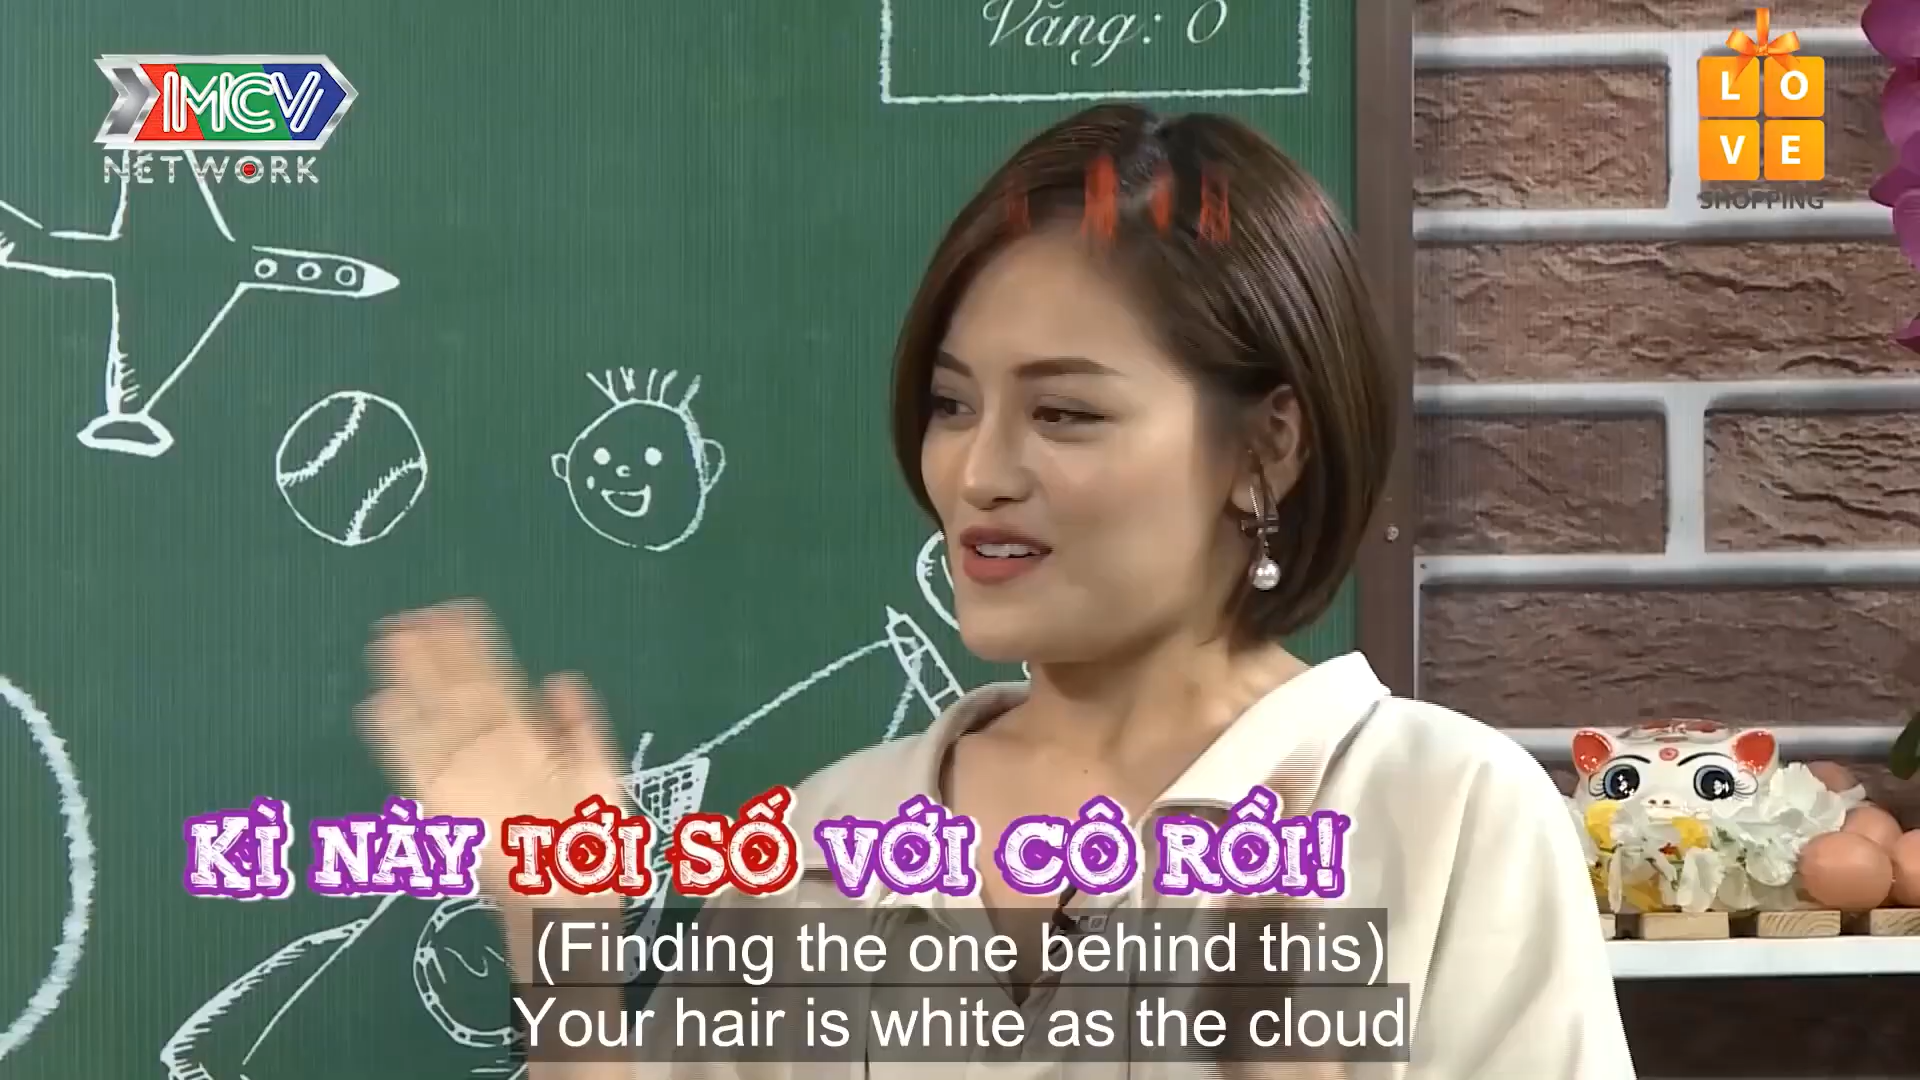 Vắng: 0
MCV
NETWORK
L O
V E
SHOPPING
KÌ NÀY TỚI SỐ VỚI CÔ RỒI!
(Finding the one behind this)
Your hair is white as the cloud